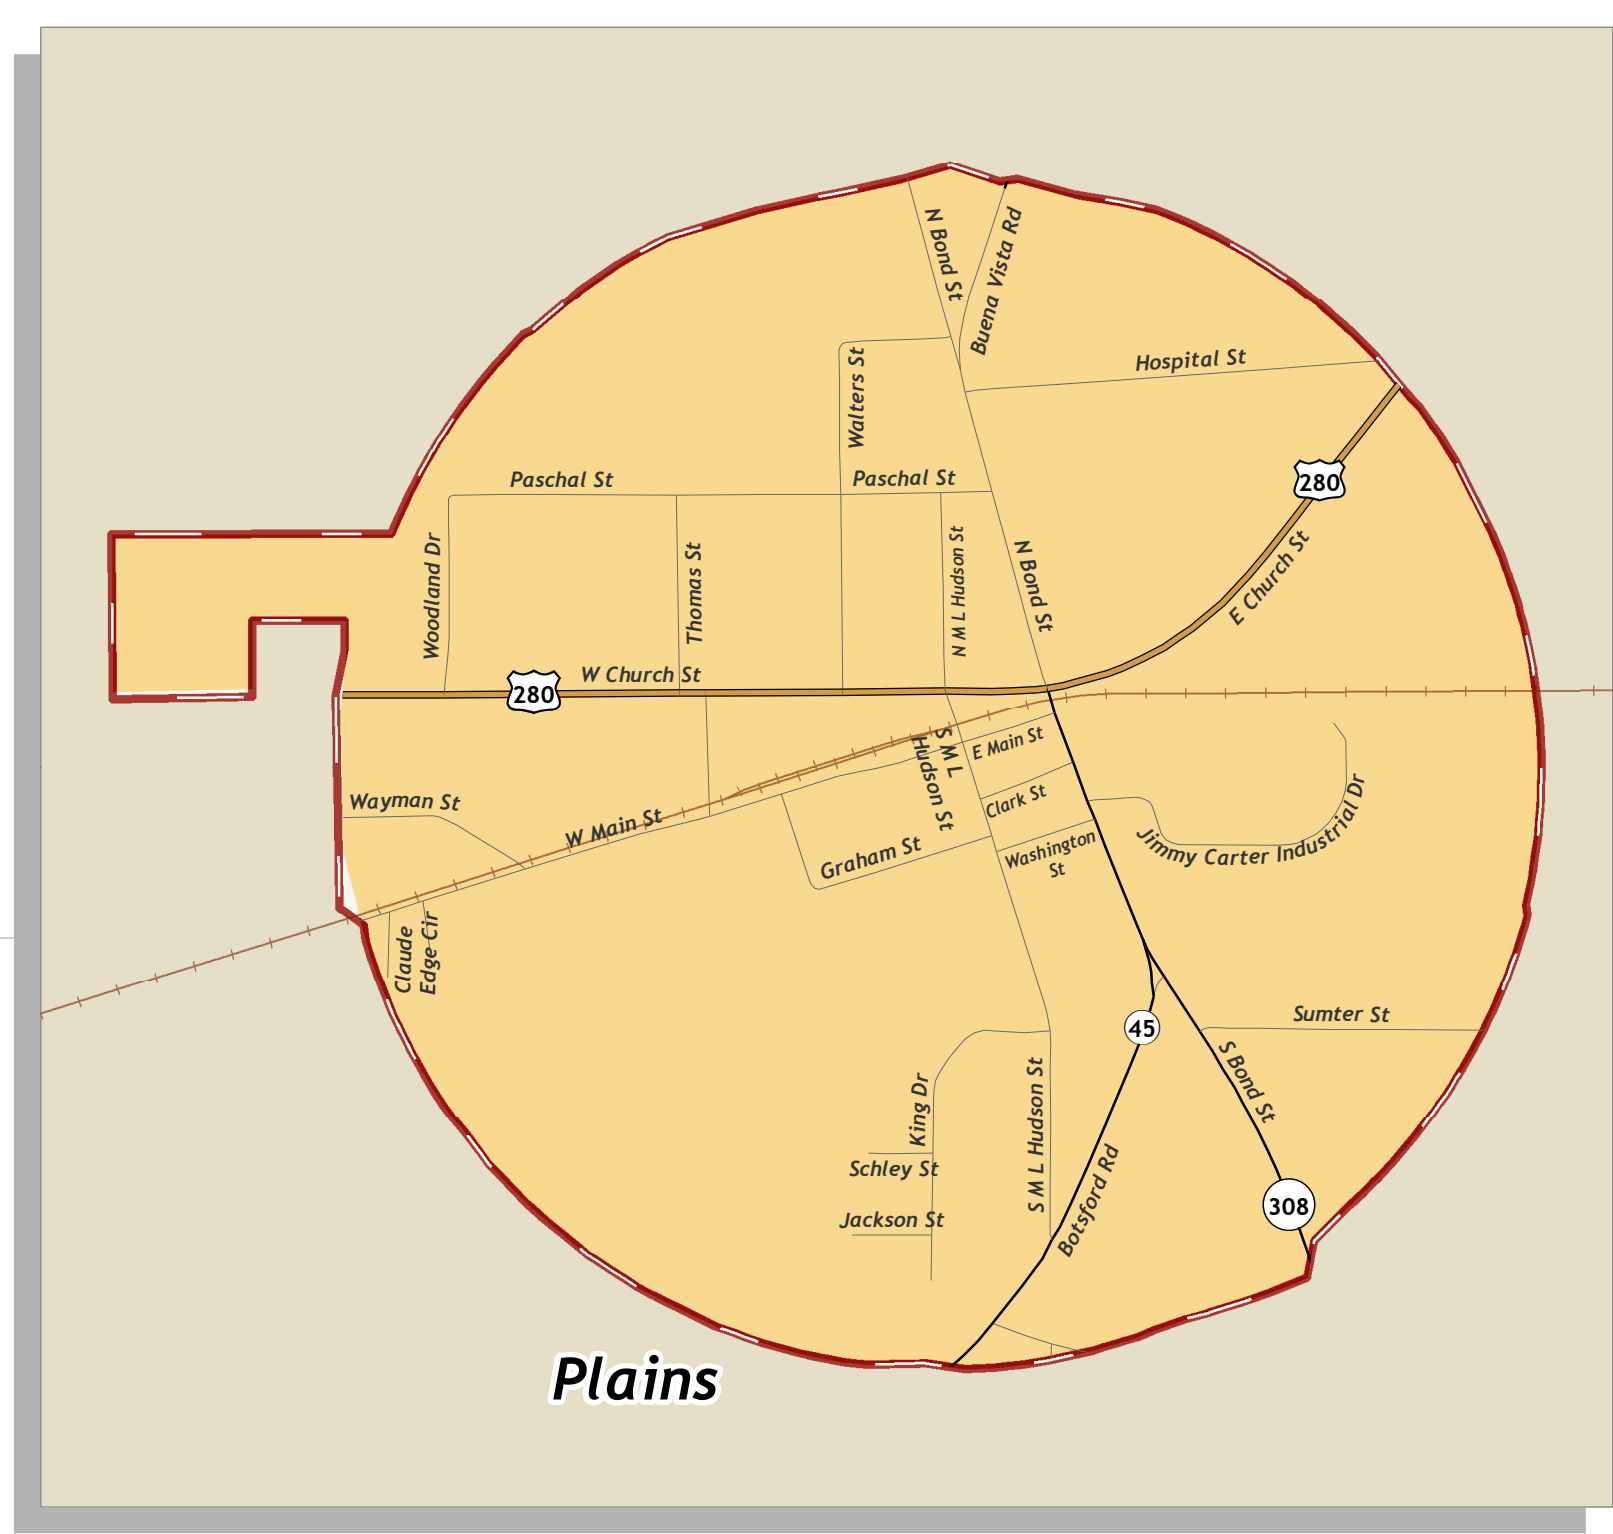 N Bond St
Buena Vista Rd
Hospital St
Walters St
Paschal St
Paschal St
280
Woodland Dr
Thomas St
N M L Hudson St
N Bond St
E Church St
W Church St
280
S M L
Hudson St
E Main St
Wayman St
W Main St
Clark St
Jimmy Carter Industrial Dr
Graham St
Washington
St
Claude
Edge Cir
45
Sumter St
S Bond St
King Dr
S M L Hudson St
Schley St
Botsford Rd
308
Jackson St
Plains